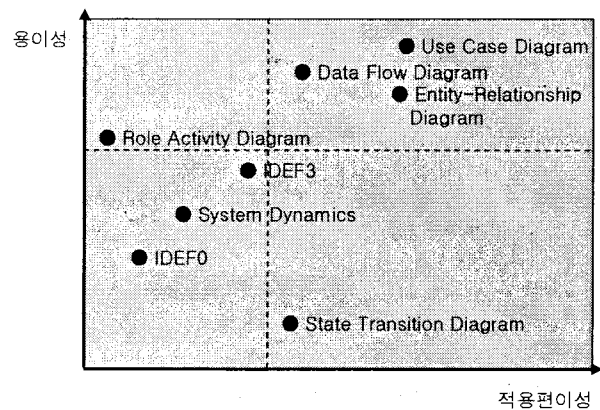 용이성
Use Case Diagram
Data Flow Diagram
Entity-Relationship
Diagram
Role Activity Diagram
IDEF3
System Dynamics
IDEF0
State Transition Diagram
적용편이성